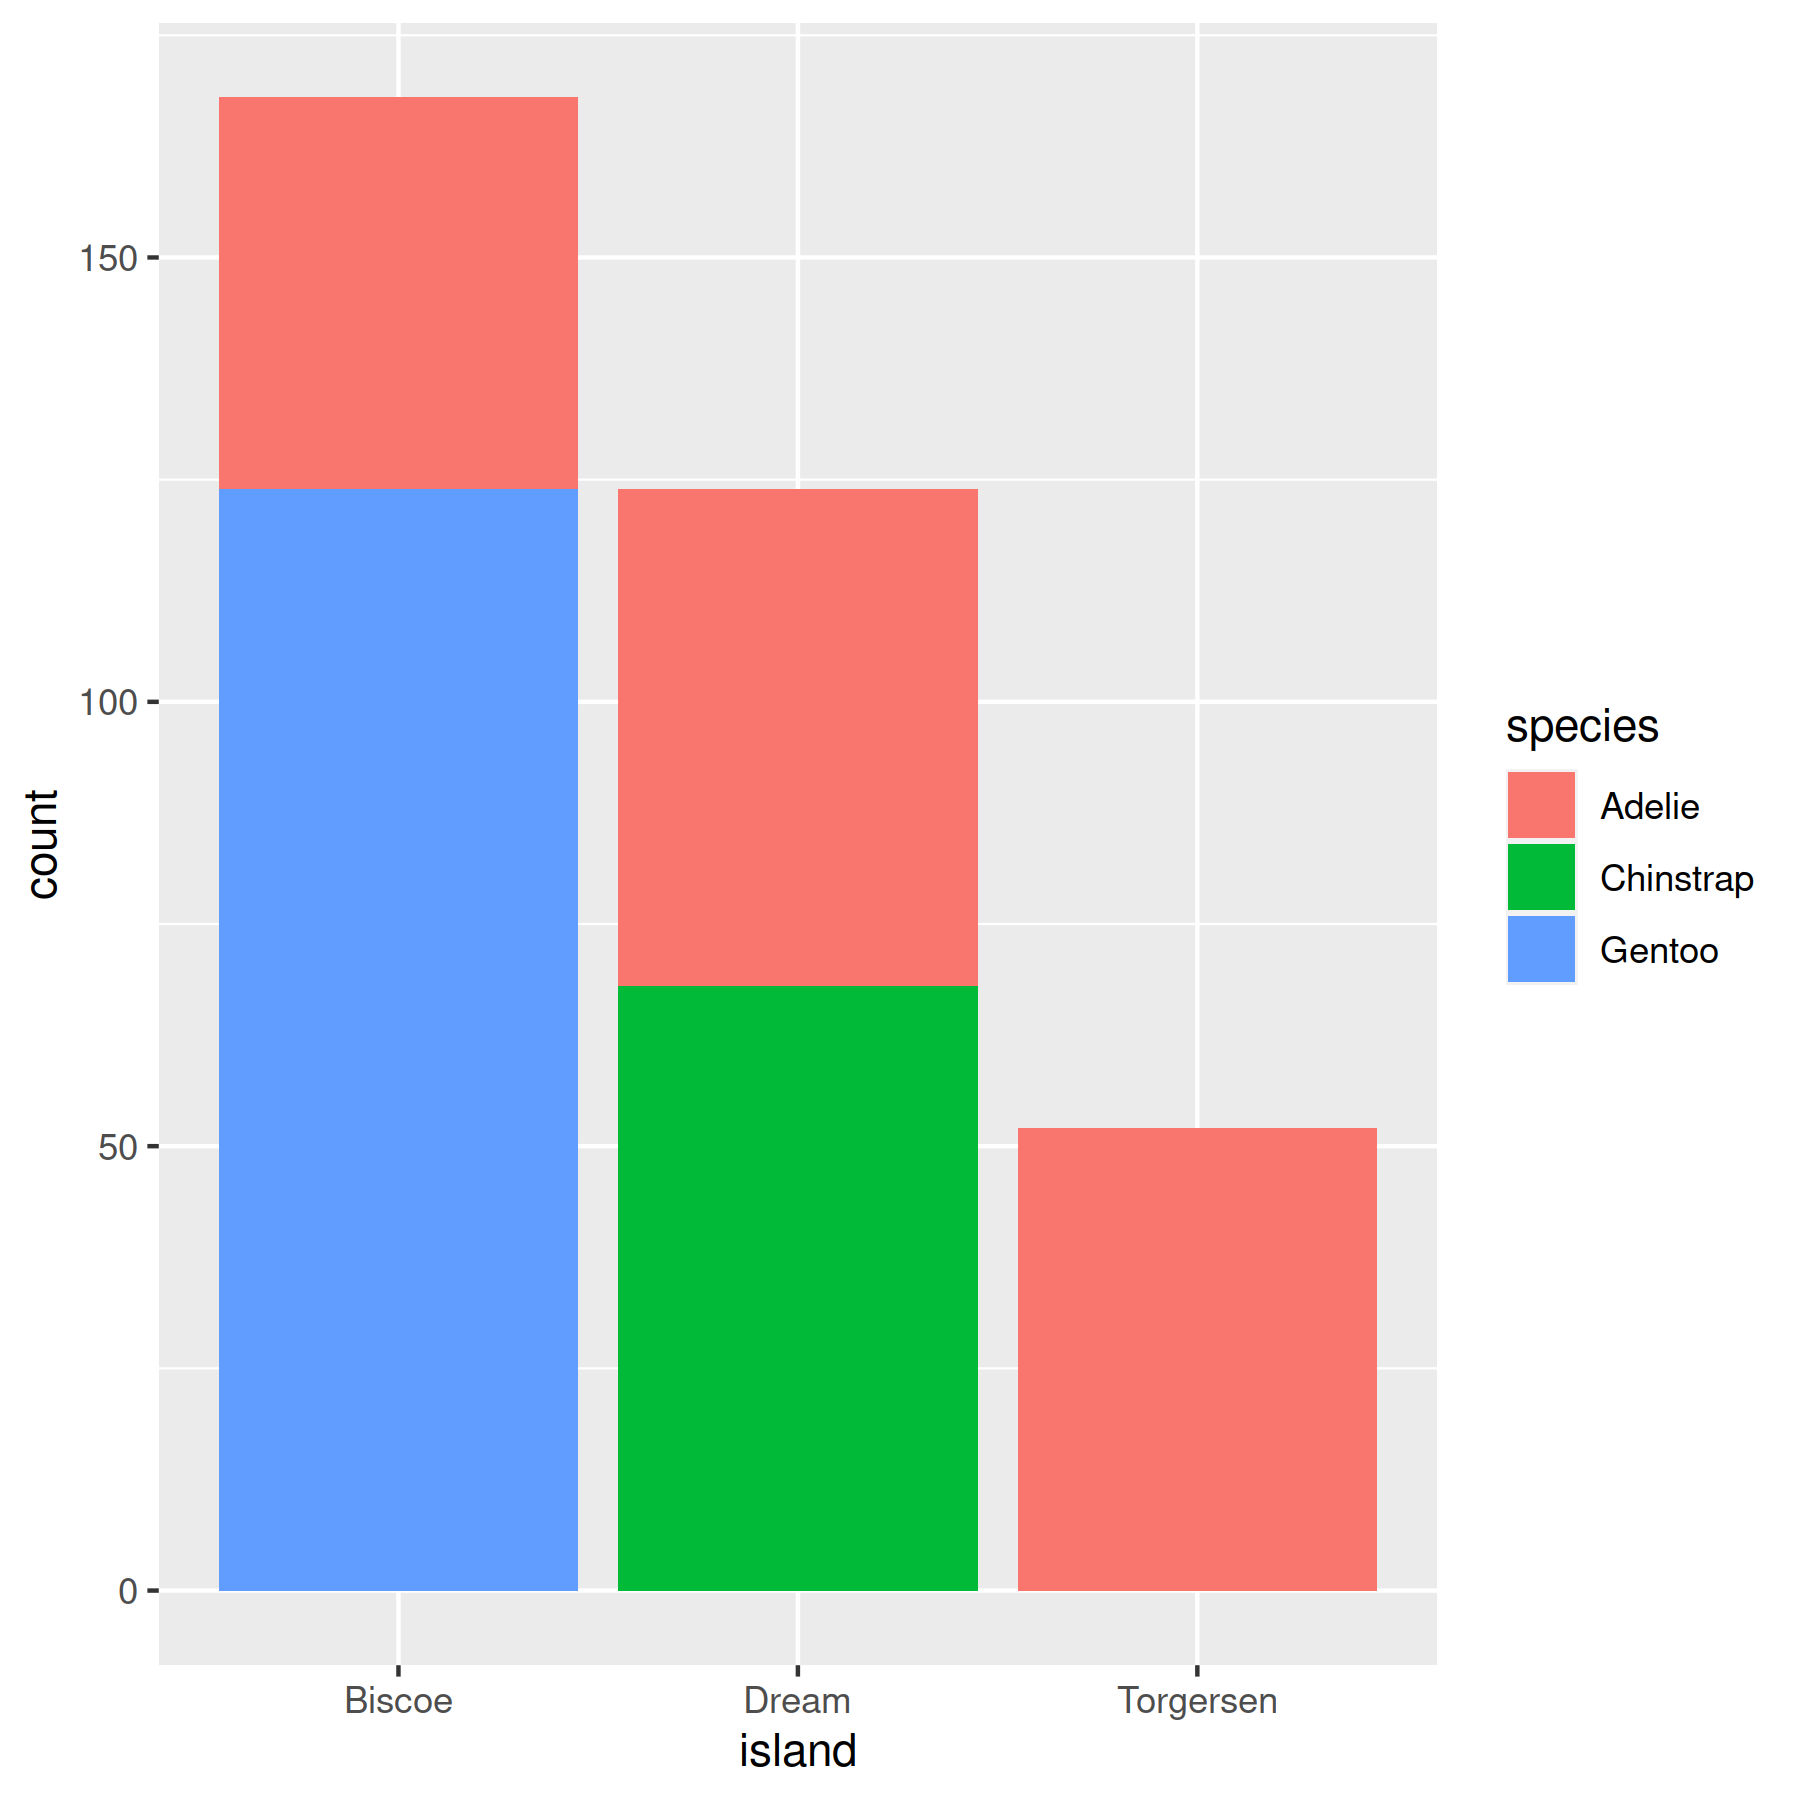 150
100
50
0
count
Biscoe
Dream
Torgersen
island
species
Adelie
Chinstrap
Gentoo